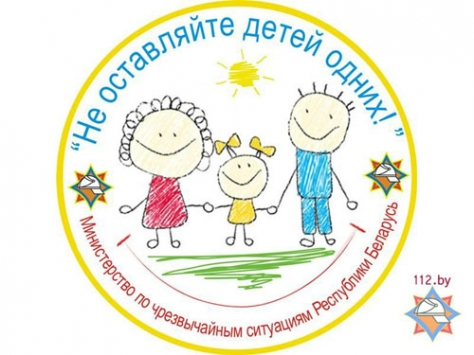 “Не оставляйте детей одних!”
Министерство по чрезвычайным ситуациям Республики Беларусь
112.by